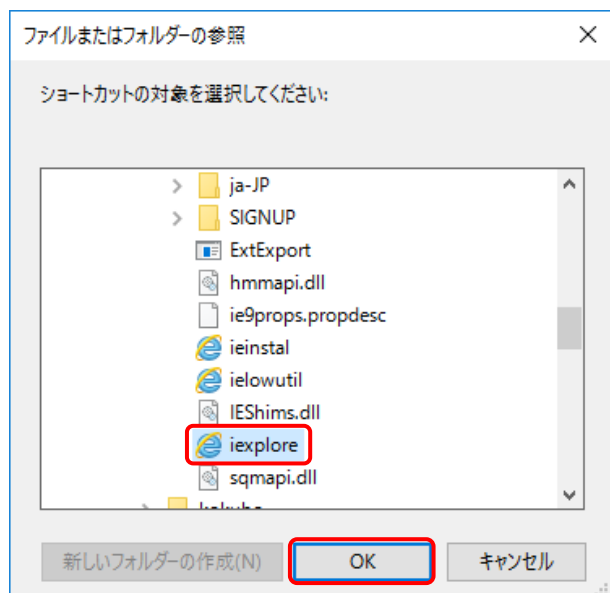 ファイルまたはフォルダーの参照
ショートカットの対象を選択してください:
ja-JP
SIGNUP
ExtExport
hmmapi.dll
ie9props.propdesc
ieinstal
ielowutil
IEShims.dll
iexplore
sqmapi.dll
新しいフォルダーの作成(N)
OK
キャンセル